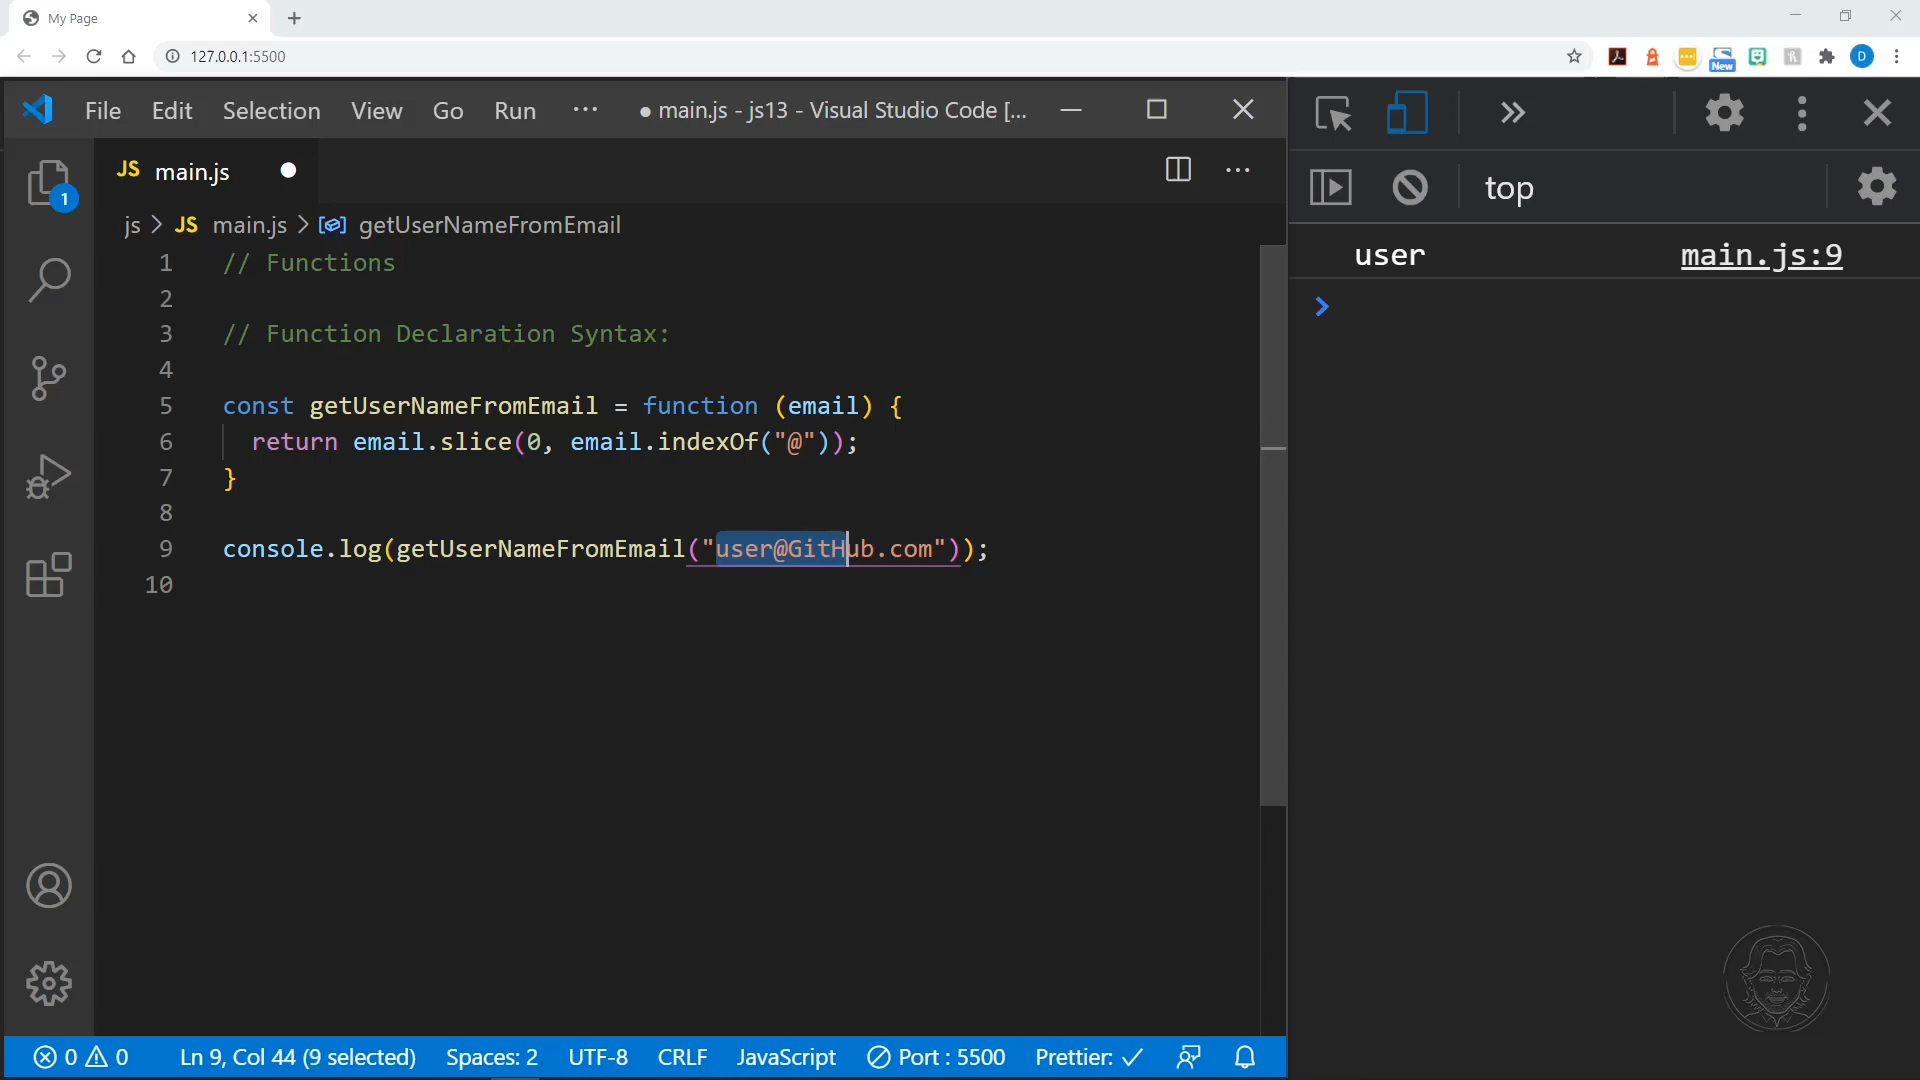 My Page
127.0.0.1:5500
New
D
File Edit Selection View Go Run ··· ● main.js - js13 - Visual Studio Code [...
JS main.js
js > JS main.js > getUserNameFromEmail
1
1 // Functions
2
3 // Function Declaration Syntax:
4
5 const getUserNameFromEmail = function (email) {
6 return email.slice(0, email.indexOf("@"));
7 }
8
9 console.log(getUserNameFromEmail("user@GitHub.com"));
10
0 0 Ln 9, Col 44 (9 selected) Spaces: 2 UTF-8 CRLF JavaScript Port : 5500 Prettier: ✓
top
user main.js:9